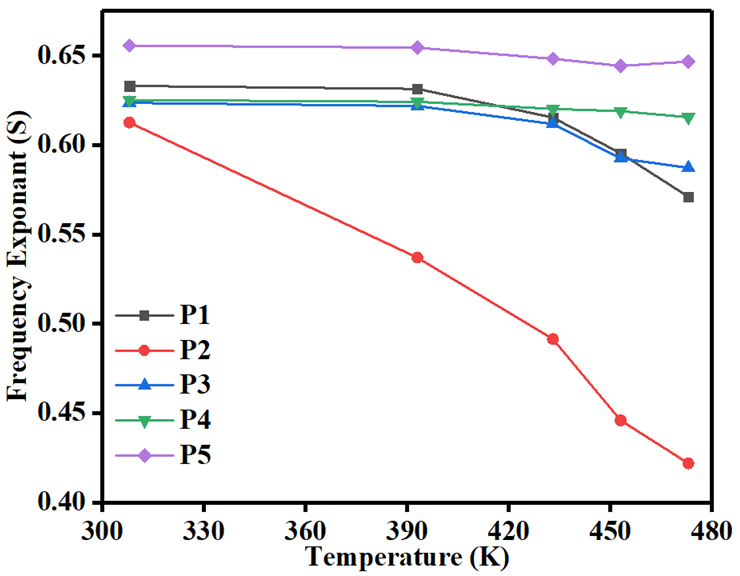 Frequency Exponant (S)
0.65
0.60
0.55
0.50
0.45
0.40
P1
P2
P3
P4
P5
300 330 360 390 420 450 480
Temperature (K)